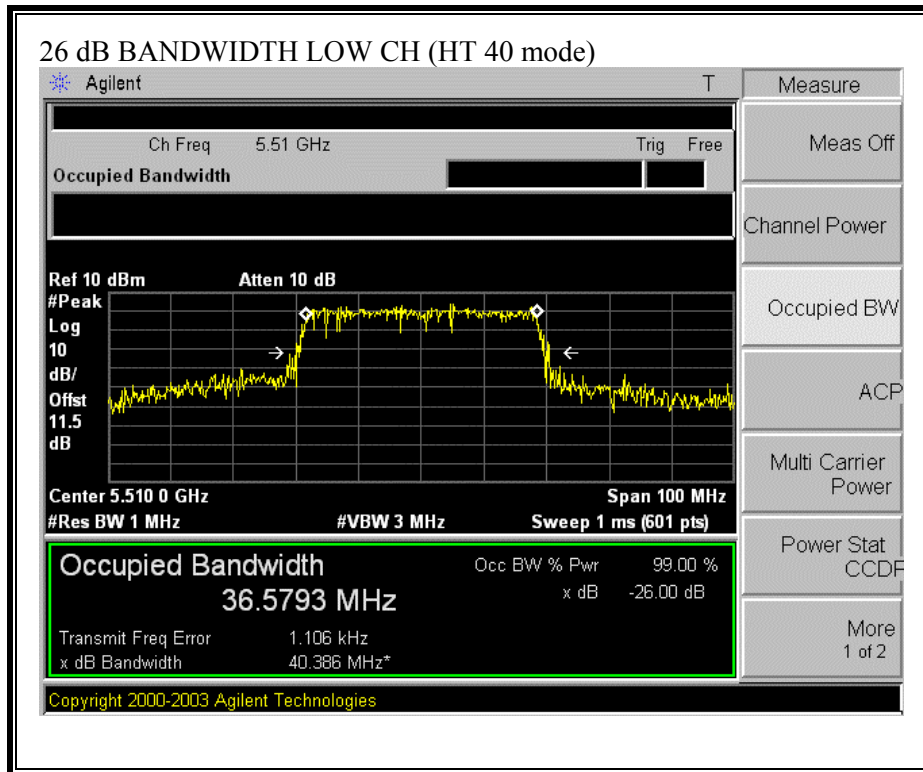 26 dB BANDWIDTH LOW CH (HT 40 mode)
Agilent T
Measure
Ch Freq 5.51 GHz Trig Free
Occupied Bandwidth
Meas Off
Channel Power
Occupied BW
ACP
Multi Carrier
Power
Power Stat
CCDF
More
1 of 2
Ref 10 dBm Atten 10 dB
#Peak
Log
10
dB/
Offst
11.5
dB
Center 5.510 0 GHz Span 100 MHz
#Res BW 1 MHz #VBW 3 MHz Sweep 1 ms (601 pts)
Occupied Bandwidth
36.5793 MHz
Occ BW % Pwr 99.00 %
x dB -26.00 dB
Transmit Freq Error 1.106 kHz
x dB Bandwidth 40.386 MHz*
Copyright 2000-2003 Agilent Technologies